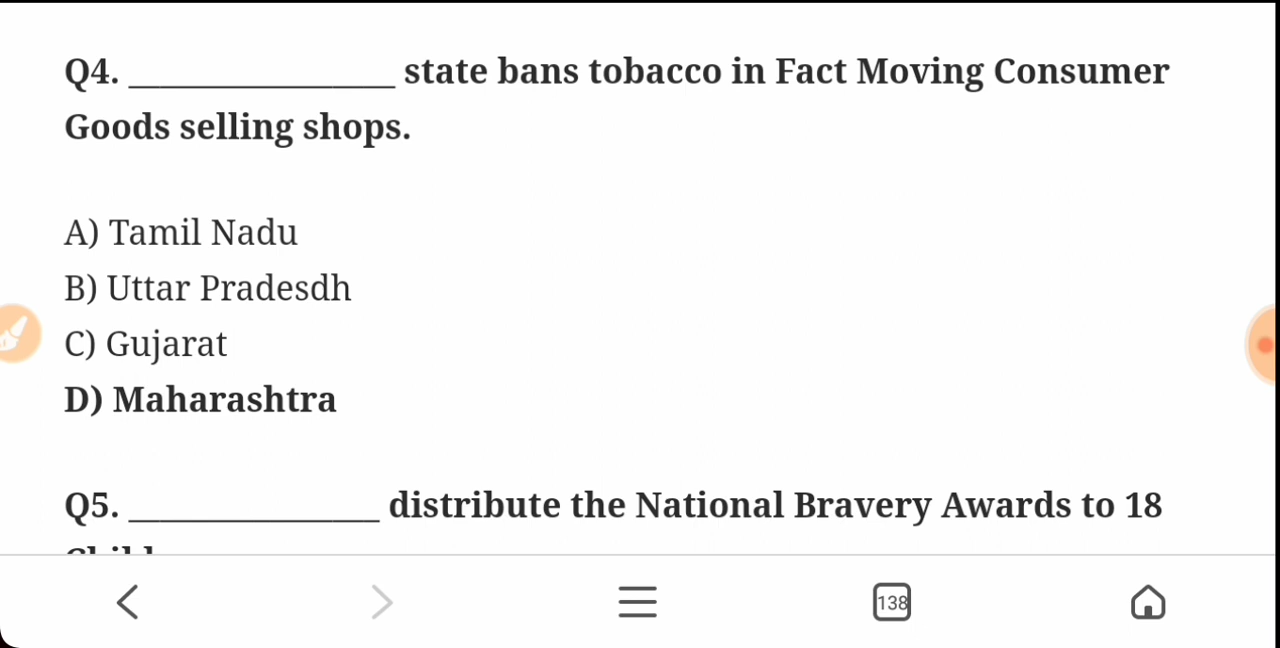 Q4. _______________ state bans tobacco in Fact Moving Consumer
Goods selling shops.
A) Tamil Nadu
B) Uttar Pradesdh
C) Gujarat
D) Maharashtra
Q5. ______________ distribute the National Bravery Awards to 18
138